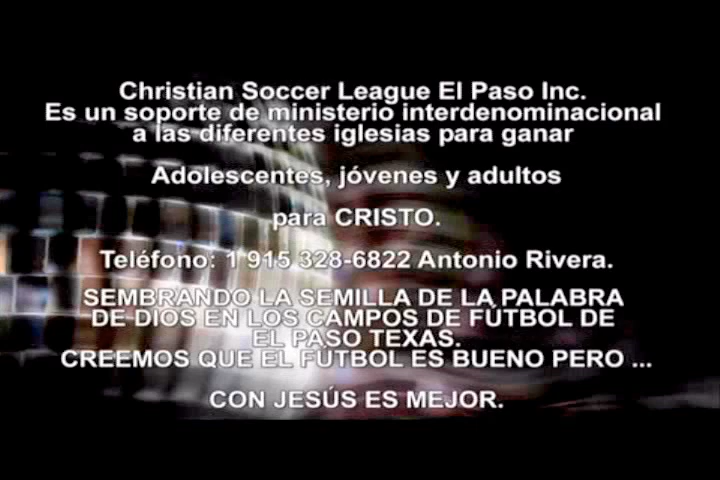 Christian Soccer League El Paso Inc.
Es un soporte de ministerio interdenominacional
a las diferentes iglesias para ganar
Adolescentes, jóvenes y adultos
para CRISTO.
Teléfono: 1 915 328-6822 Antonio Rivera.
SEMBRANDO LA SEMILLA DE LA PALABRA
DE DIOS EN LOS CAMPOS DE FÚTBOL DE
EL PASO TEXAS.
CREEMOS QUE EL FÚTBOL ES BUENO PERO ...
CON JESÚS ES MEJOR.